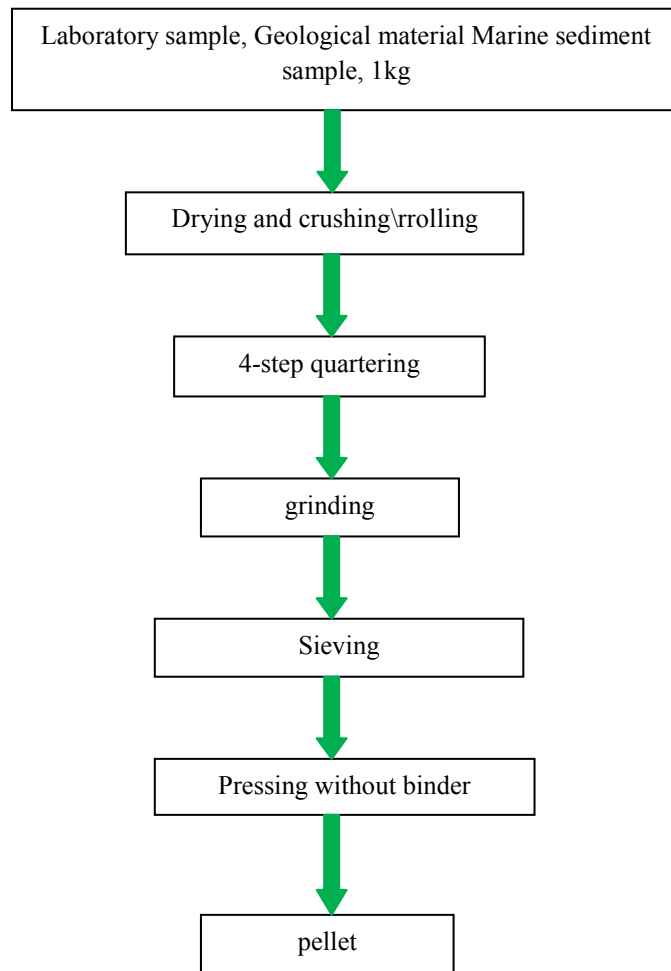 Laboratory sample, Geological material Marine sediment
sample, 1kg
Drying and crushing\rrolling
4-step quartering
grinding
Sieving
Pressing without binder
pellet